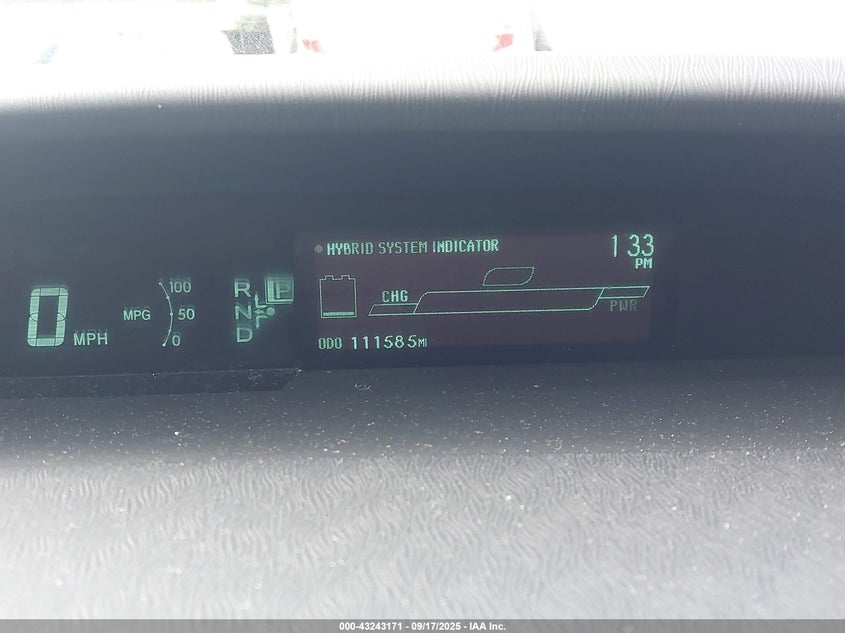 HYBRID SYSTEM INDICATOR
1 33
PM
0 MPH
MPG
100
50
0
R P
N
D
CHG
PWR
ODO 111585MI
000-43243171 - 09/17/2025 - IAA Inc.